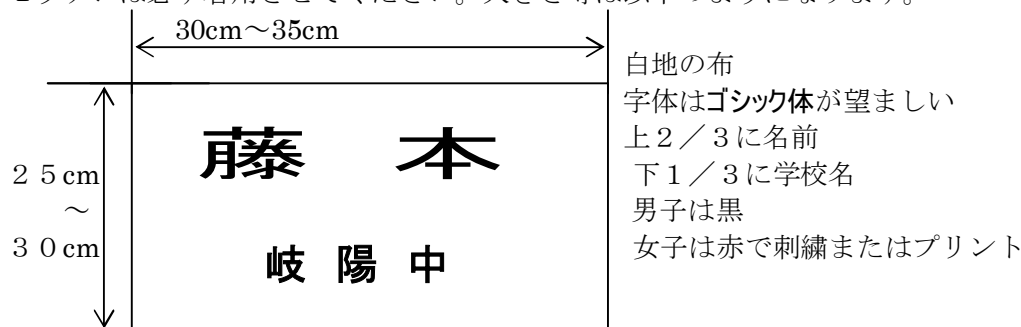 30cm～35cm
白地の布
字体はゴシック体が望ましい
上２／３に名前
下１／３に学校名
男子は黒
女子は赤で刺繍またはプリント
２５cm
～
３０cm
藤 本
岐 陽 中